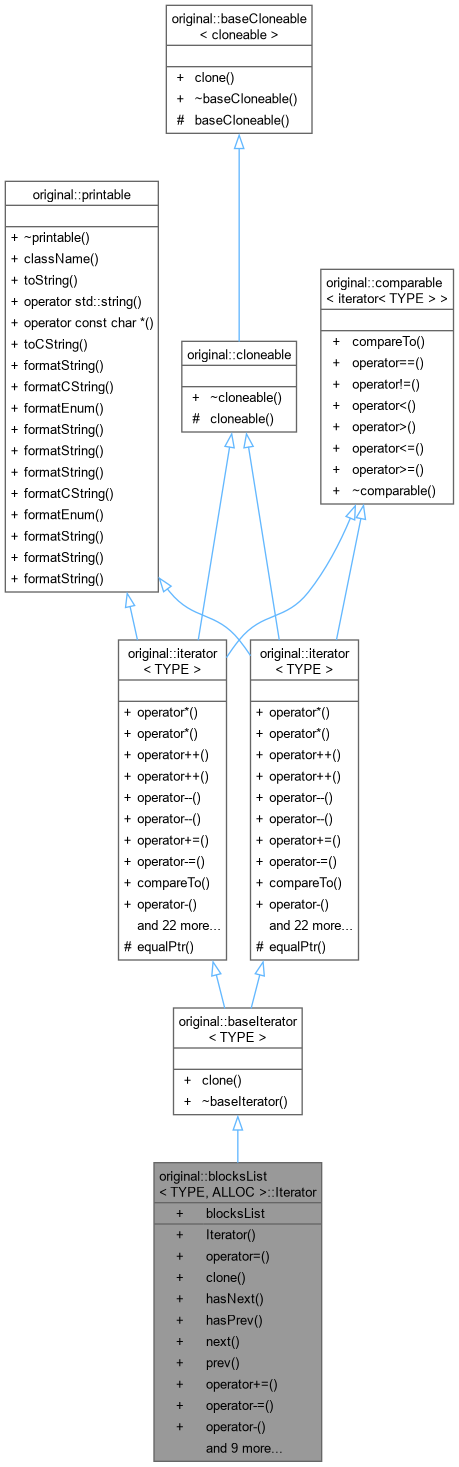 original::baseCloneable
< cloneable >
+ clone()
+ ~baseCloneable()
# baseCloneable()
original::printable
+ ~printable()
+ className()
+ toString()
+ operator std::string()
+ operator const char *()
+ toCString()
+ formatString()
+ formatCString()
+ formatEnum()
+ formatString()
+ formatString()
+ formatString()
+ formatCString()
+ formatEnum()
+ formatString()
+ formatString()
+ formatString()
original::cloneable
+ ~cloneable()
# cloneable()
original::comparable
< iterator< TYPE > >
+ compareTo()
+ operator==()
+ operator!=()
+ operator<()
+ operator>()
+ operator<=()
+ operator>=()
+ ~comparable()
original::iterator
< TYPE >
+ operator*()
+ operator*()
+ operator++()
+ operator++()
+ operator--()
+ operator--()
+ operator+=()
+ operator-=()
+ compareTo()
+ operator-()
and 22 more...
# equalPtr()
original::iterator
< TYPE >
+ operator*()
+ operator*()
+ operator++()
+ operator++()
+ operator--()
+ operator--()
+ operator+=()
+ operator-=()
+ compareTo()
+ operator-()
and 22 more...
# equalPtr()
original::baseIterator
< TYPE >
+ clone()
+ ~baseIterator()
original::blocksList
< TYPE, ALLOC >::Iterator
+ blocksList
+ Iterator()
+ operator=()
+ clone()
+ hasNext()
+ hasPrev()
+ next()
+ prev()
+ operator+=()
+ operator-=()
+ operator-()
and 9 more...